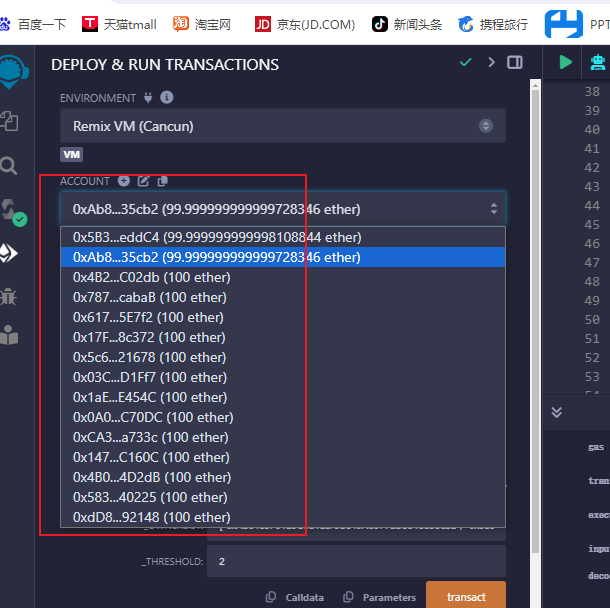 百度一下 天猫tmall 淘宝网 JD 京东(JD.COM) 新闻头条 携程旅行 PPT
DEPLOY & RUN TRANSACTIONS
ENVIRONMENT
Remix VM (Cancun)
VM
ACCOUNT
0xAb8...35cb2 (99.999999999999728346 ether)
0x5B3...eddC4 (99.999999999998108844 ether)
0xAb8...35cb2 (99.999999999999728346 ether)
0x4B2...C02db (100 ether)
0x787...cabaB (100 ether)
0x617...5E7f2 (100 ether)
0x17F...8c372 (100 ether)
0x5c6...21678 (100 ether)
0x03C...D1Ff7 (100 ether)
0x1aE...E454C (100 ether)
0x0A0...C70DC (100 ether)
0xCA3...a733c (100 ether)
0x147...C160C (100 ether)
0x4B0...4D2dB (100 ether)
0x583...40225 (100 ether)
0xdD8...92148 (100 ether)
_THRESHOLD: 2
Calldata Parameters transact
38
39
40
41
42
43
44
45
46
47
48
49
50
51
52
53
gas
tran
exec
inpu
deco